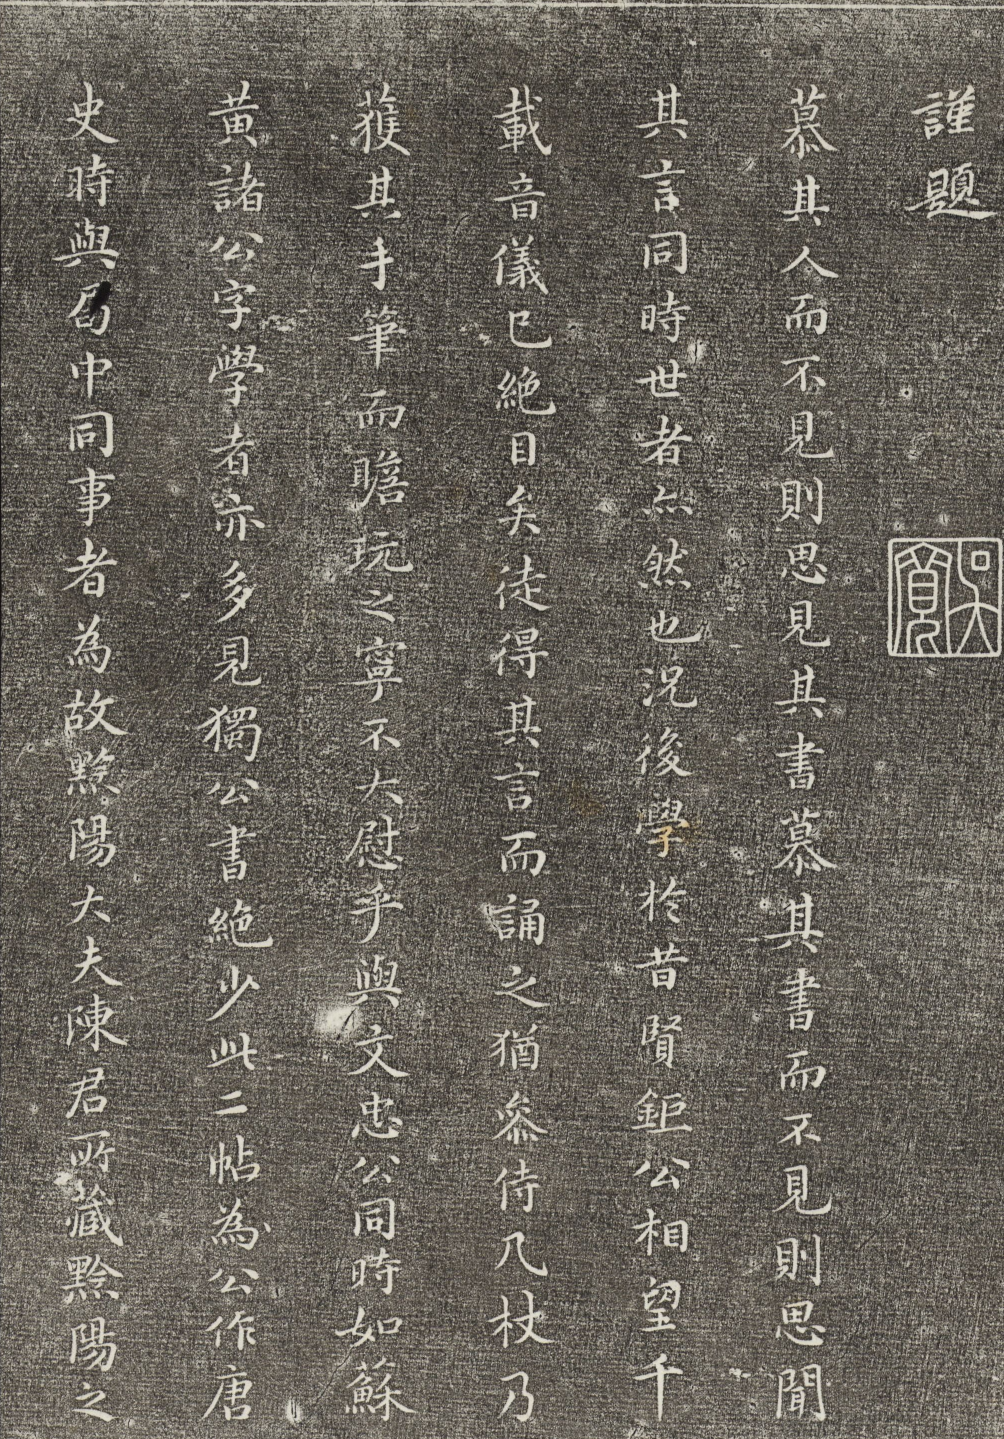 謹題
吳寬
慕其人而不見則思見其書慕其書而不見則思聞
其言同時世者亦然也況後學於昔賢鉅公相望千
載音儀已絶目矣徒得其言而誦之猶叅侍几杖乃
獲其手筆而瞻玩之寧不大慰乎與文忠公同時如蘇
黃諸公字學者亦多見獨公書絶少此二帖為公作唐
史時與局中同事者為故黔陽大夫陳君所藏黔陽之